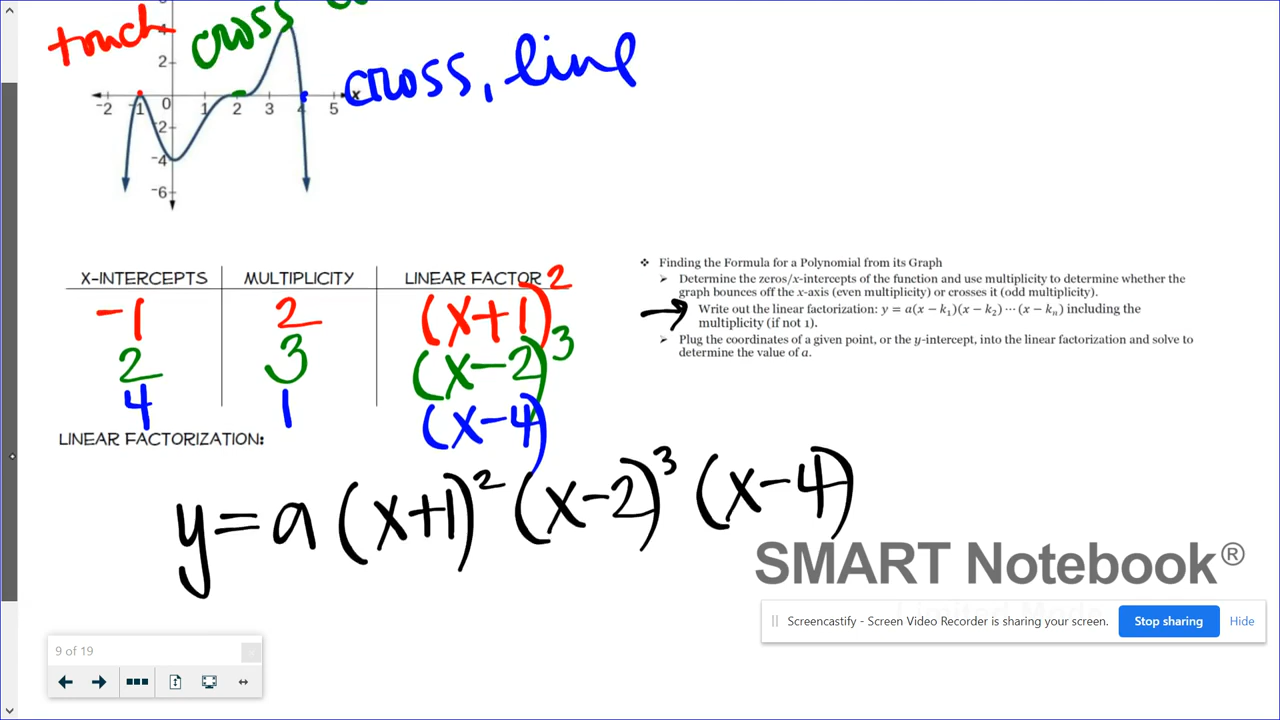 touch cross
cross, line
2
-2 -1 0 1 2 3 4 5 x
-2
-4
-6
X-INTERCEPTS MULTIPLICITY LINEAR FACTOR
-1 2 (x+1)²
2 3 (x-2)³
4 1 (x-4)
LINEAR FACTORIZATION:
y=a(x+1)²(x-2)³(x-4)
❖ Finding the Formula for a Polynomial from its Graph
➢ Determine the zeros/x-intercepts of the function and use multiplicity to determine whether the
graph bounces off the x-axis (even multiplicity) or crosses it (odd multiplicity).
Write out the linear factorization: y = a(x − k₁)(x − k₂) ⋯ (x − kₙ) including the
multiplicity (if not 1).
➢ Plug the coordinates of a given point, or the y-intercept, into the linear factorization and solve to
determine the value of a.
SMART Notebook®
Screencastify - Screen Video Recorder is sharing your screen. Stop sharing Hide
9 of 19